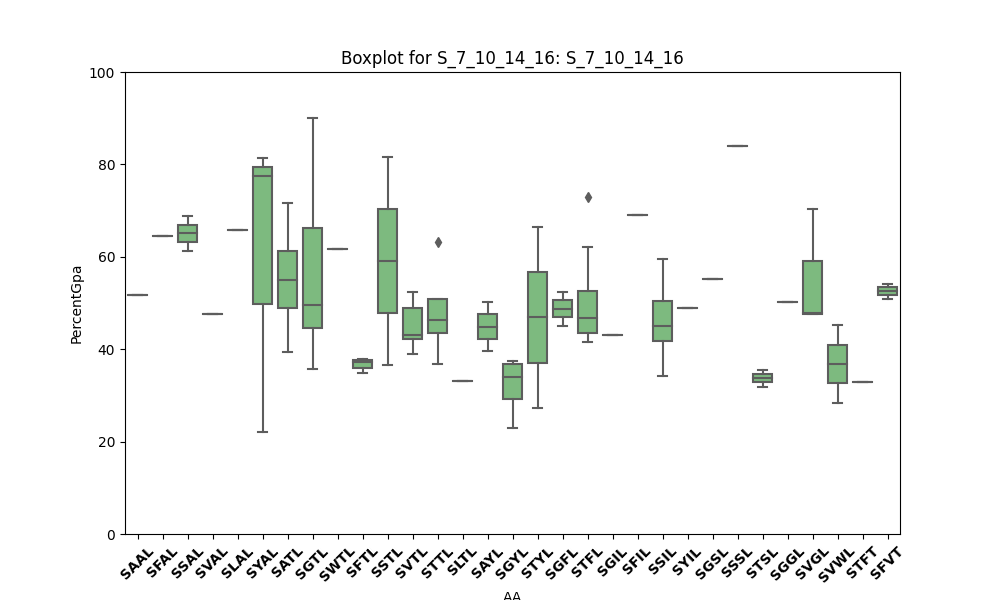 Boxplot for S_7_10_14_16: S_7_10_14_16
100
80
60
40
20
0
PercentGpa
SAAL SFAL SSAL SVAL SLAL SYAL SATL SGTL SWTL SFTL SSTL SVTL STTL SLTL SAYL SGYL STYL SGFL STFL SGIL SFIL SSIL SYIL SGSL SSSL STSL SGGL SVGL SVWL STFT SFVT
AA